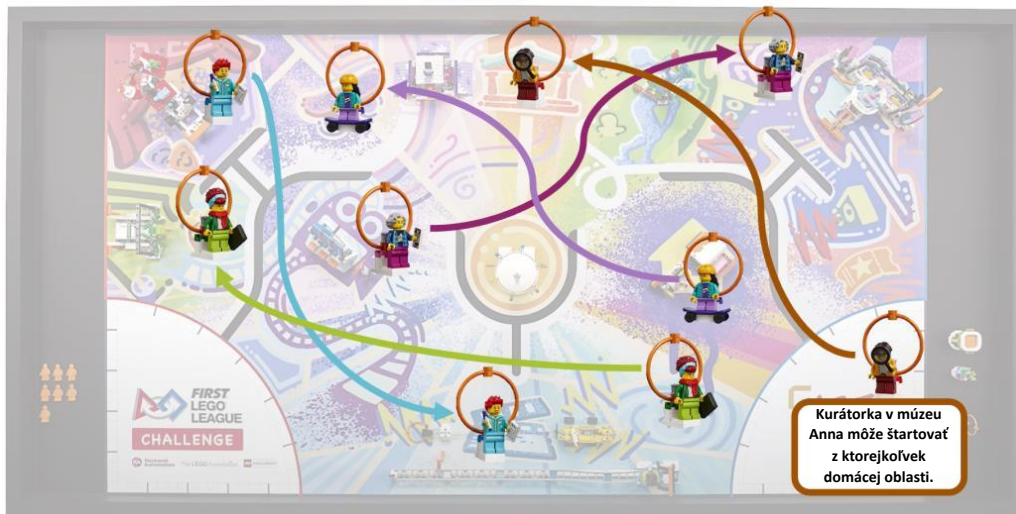 FIRST
LEGO
LEAGUE
CHALLENGE
Kurátorka v múzeu
Anna môže štartovať
z ktorejkoľvek
domácej oblasti.